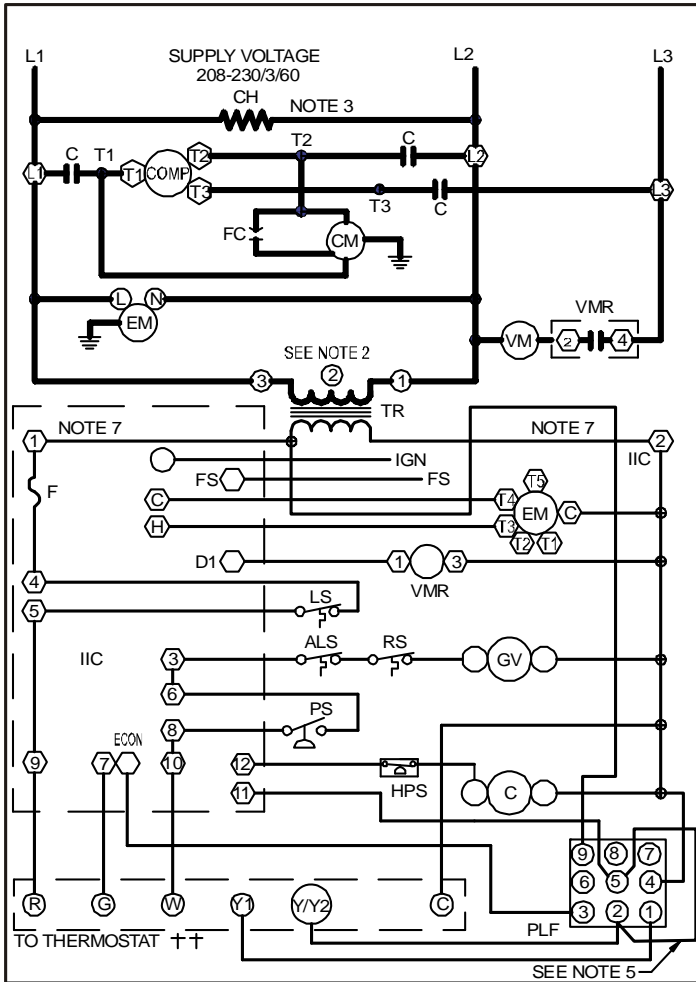 L1 SUPPLY VOLTAGE L2 L3
208-230/3/60
CH NOTE 3
C T1 T2 C
L1 T1 COMP T2 L2
T3 T3 C L3
FC CM
L N VMR
EM VM 2 4
SEE NOTE 2
3 2 1
TR
1 NOTE 7 NOTE 7 2
IGN IIC
F FS FS T5
C T4 EM C
H T3
T2 T1
D1 1 3
VMR
4
5 LS
IIC 3 ALS RS GV
6
8 PS
ECON
9 7 10 12
HPS C
11
9 8 7
6 5 4
3 2 1
R G W Y1 Y/Y2 C
PLF
TO THERMOSTAT ††
SEE NOTE 5